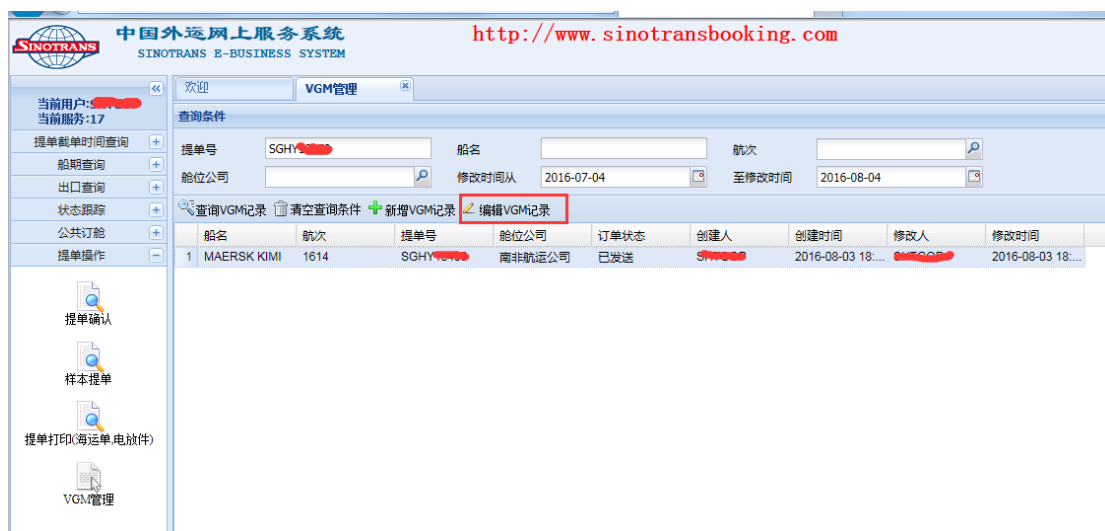 SINOTRANS
中国外运网上服务系统
SINOTRANS E-BUSINESS SYSTEM
http://www.sinotransbooking.com
当前用户:
当前服务:17
提单截单时间查询
船期查询
出口查询
状态跟踪
公共订舱
提单操作
提单确认
样本提单
提单打印(海运单,电放件)
VGM管理
欢迎 VGM管理
查询条件
提单号 SGHY 船名 航次
舱位公司 修改时间从 2016-07-04 至修改时间 2016-08-04
查询VGM记录 清空查询条件 新增VGM记录 编辑VGM记录
船名 航次 提单号 舱位公司 订单状态 创建人 创建时间 修改人 修改时间
1 MAERSK KIMI 1614 SGHY 南非航运公司 已发送 2016-08-03 18:... 2016-08-03 18:...